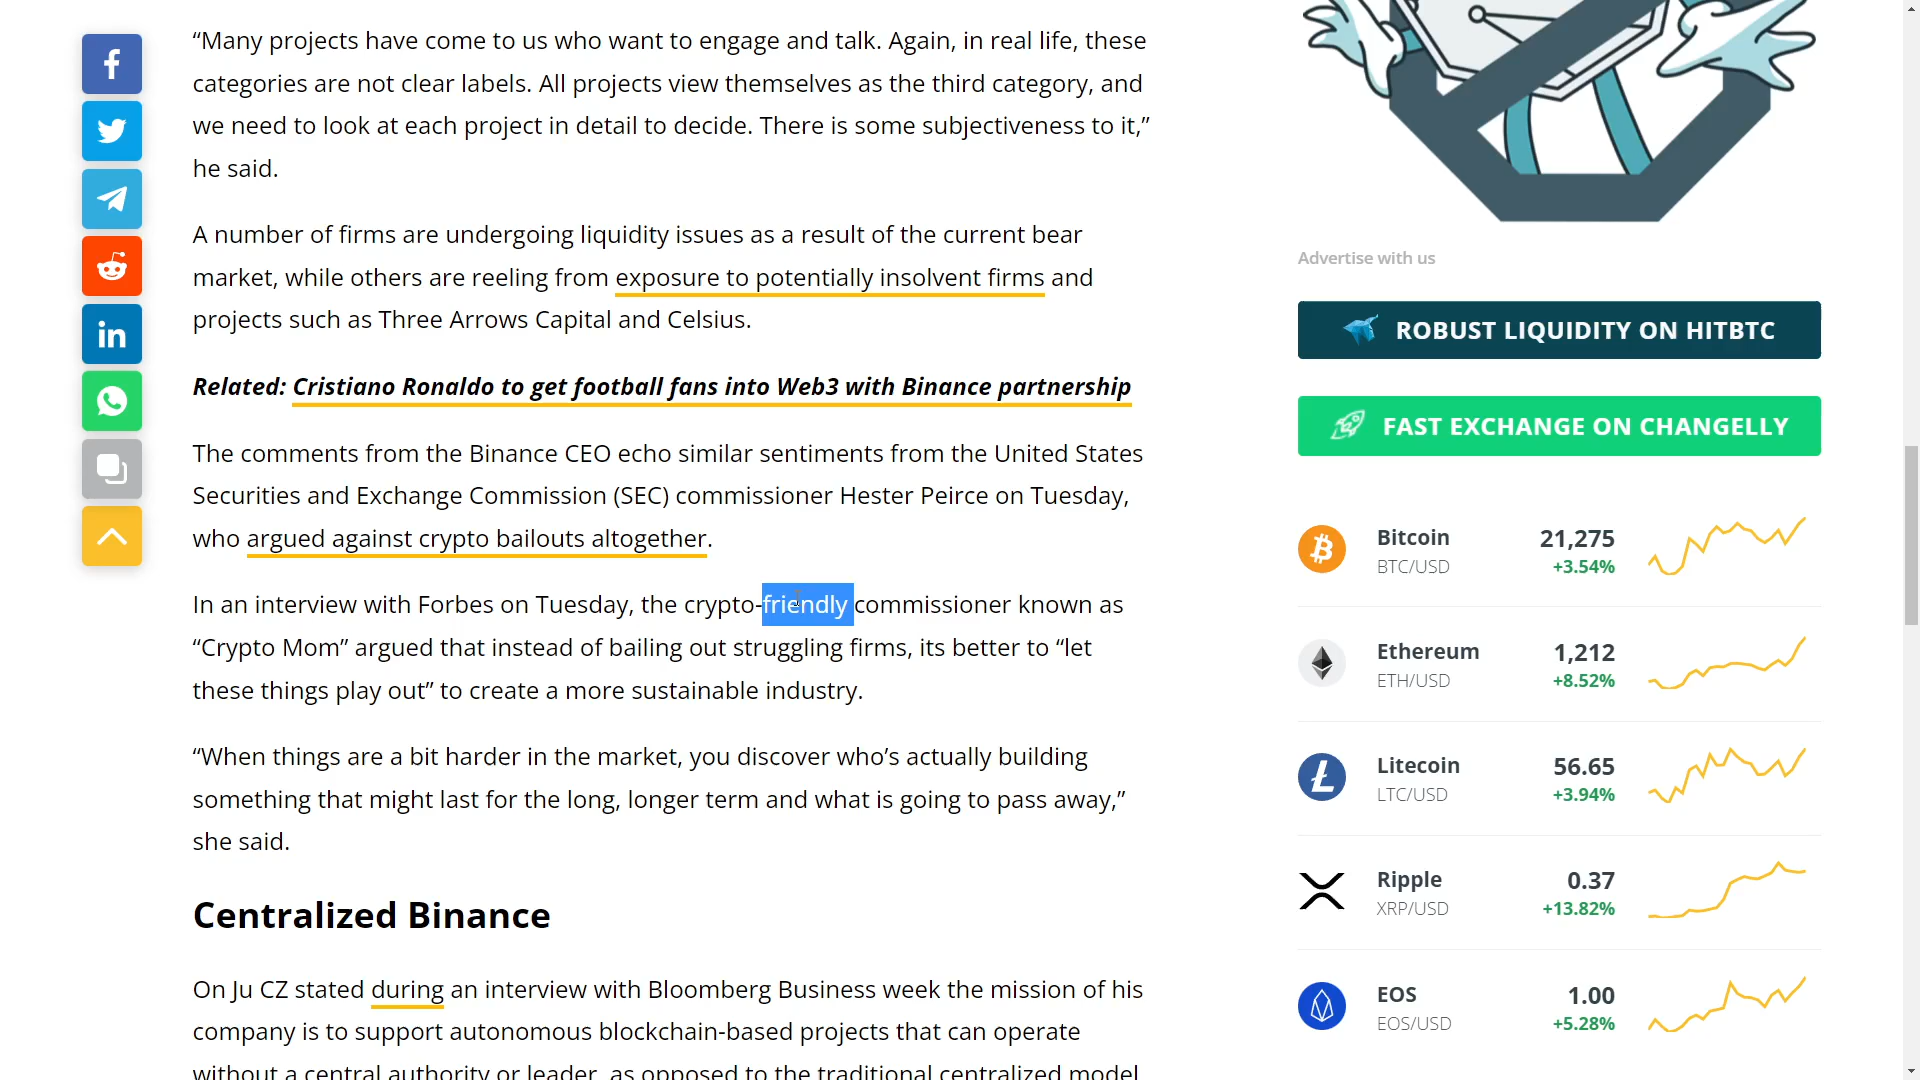 “Many projects have come to us who want to engage and talk. Again, in real life, these
categories are not clear labels. All projects view themselves as the third category, and
we need to look at each project in detail to decide. There is some subjectiveness to it,”
he said.
A number of firms are undergoing liquidity issues as a result of the current bear
market, while others are reeling from exposure to potentially insolvent firms and
projects such as Three Arrows Capital and Celsius.
Related: Cristiano Ronaldo to get football fans into Web3 with Binance partnership
The comments from the Binance CEO echo similar sentiments from the United States
Securities and Exchange Commission (SEC) commissioner Hester Peirce on Tuesday,
who argued against crypto bailouts altogether.
In an interview with Forbes on Tuesday, the crypto-friendly commissioner known as
“Crypto Mom” argued that instead of bailing out struggling firms, its better to “let
these things play out” to create a more sustainable industry.
“When things are a bit harder in the market, you discover who’s actually building
something that might last for the long, longer term and what is going to pass away,”
she said.
Centralized Binance
On Ju CZ stated during an interview with Bloomberg Business week the mission of his
company is to support autonomous blockchain-based projects that can operate
without a central authority or leader, as opposed to the traditional centralized model
Advertise with us
ROBUST LIQUIDITY ON HITBTC
FAST EXCHANGE ON CHANGELLY
Bitcoin 21,275
BTC/USD +3.54%
Ethereum 1,212
ETH/USD +8.52%
Litecoin 56.65
LTC/USD +3.94%
Ripple 0.37
XRP/USD +13.82%
EOS 1.00
EOS/USD +5.28%